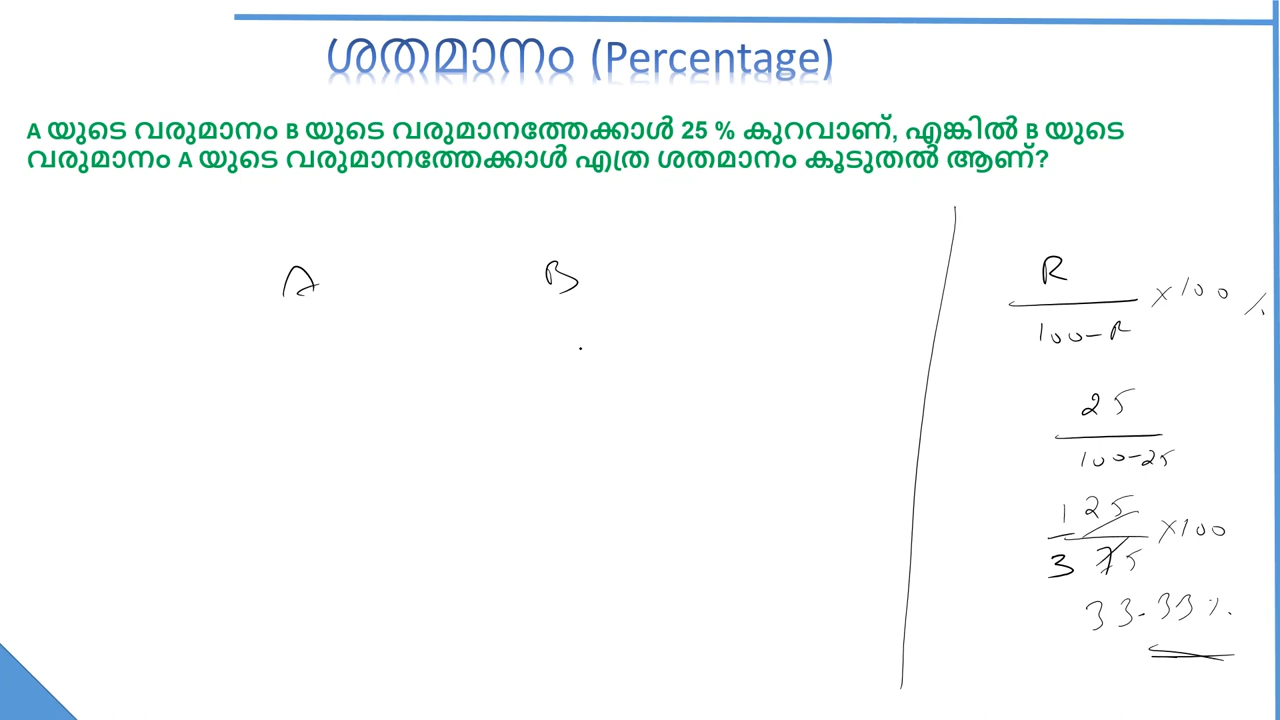 ശതമാനം (Percentage)
A യുടെ വരുമാനം B യുടെ വരുമാനത്തേക്കാൾ 25 % കുറവാണ്, എങ്കിൽ B യുടെ
വരുമാനം A യുടെ വരുമാനത്തേക്കാൾ എത്ര ശതമാനം കൂടുതൽ ആണ്?
A B
R
× 100 %
100-R
25
100-25
1 25
× 100
3 75
33.33%